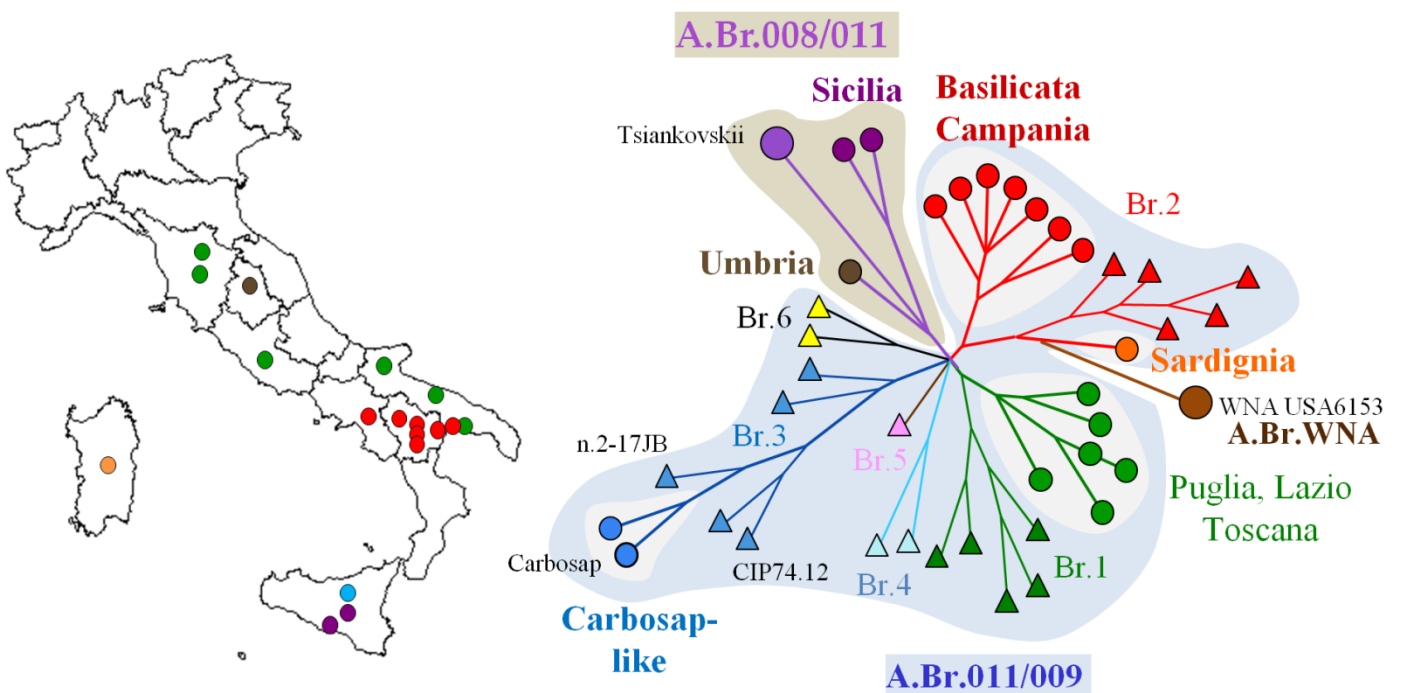 A.Br.008/011
Sicilia
Basilicata
Campania
Tsiankovskii
Br.2
Umbria
Br.6
Sardignia
WNA USA6153
A.Br.WNA
Br.3
n.2-17JB
Br.5
Puglia, Lazio
Toscana
Carbosap
CIP74.12
Br.4
Br.1
Carbosap-
like
A.Br.011/009